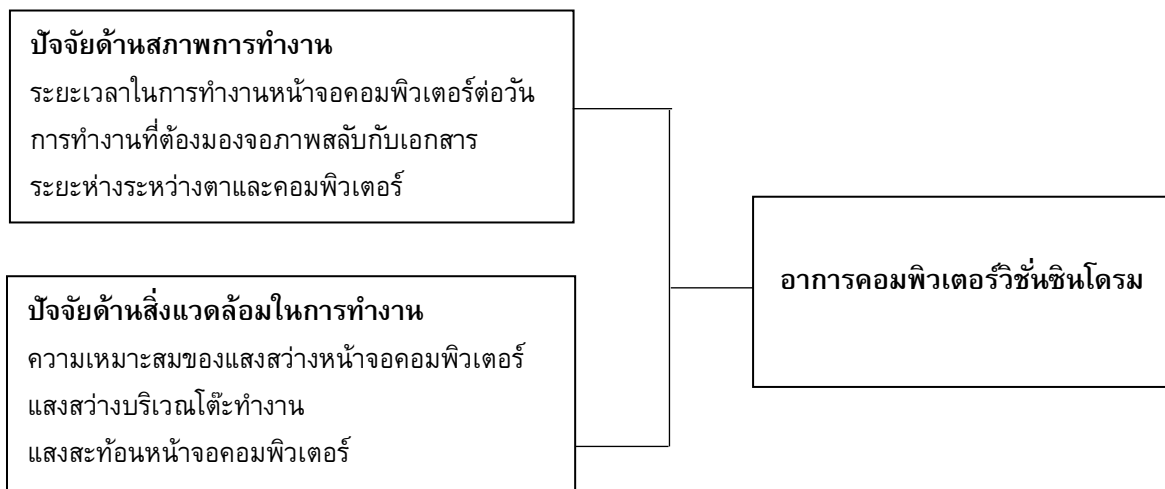 ปัจจัยด้านสภาพการทำงาน
ระยะเวลาในการทำงานหน้าจอคอมพิวเตอร์ต่อวัน
การทำงานที่ต้องมองจอภาพสลับกับเอกสาร
ระยะห่างระหว่างตาและคอมพิวเตอร์
ปัจจัยด้านสิ่งแวดล้อมในการทำงาน
ความเหมาะสมของแสงสว่างหน้าจอคอมพิวเตอร์
แสงสว่างบริเวณโต๊ะทำงาน
แสงสะท้อนหน้าจอคอมพิวเตอร์
อาการคอมพิวเตอร์วิชั่นซินโดรม